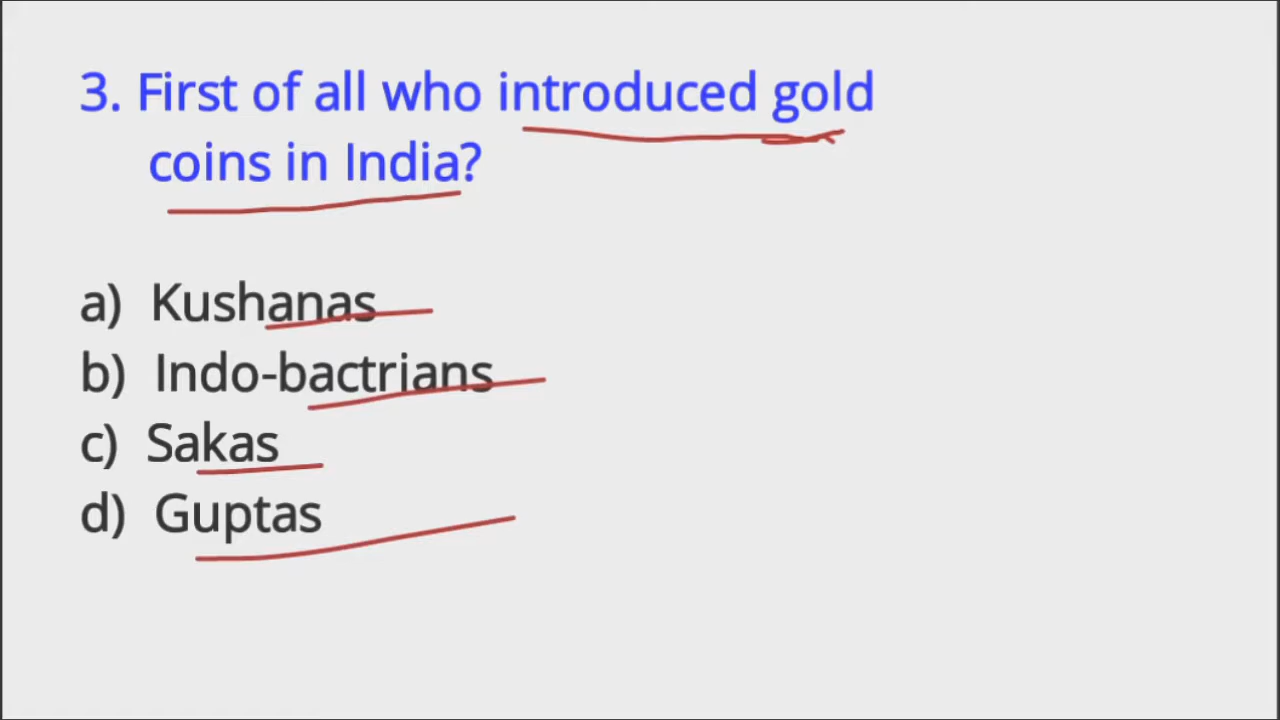 3. First of all who introduced gold
coins in India?
a) Kushanas
b) Indo-bactrians
c) Sakas
d) Guptas